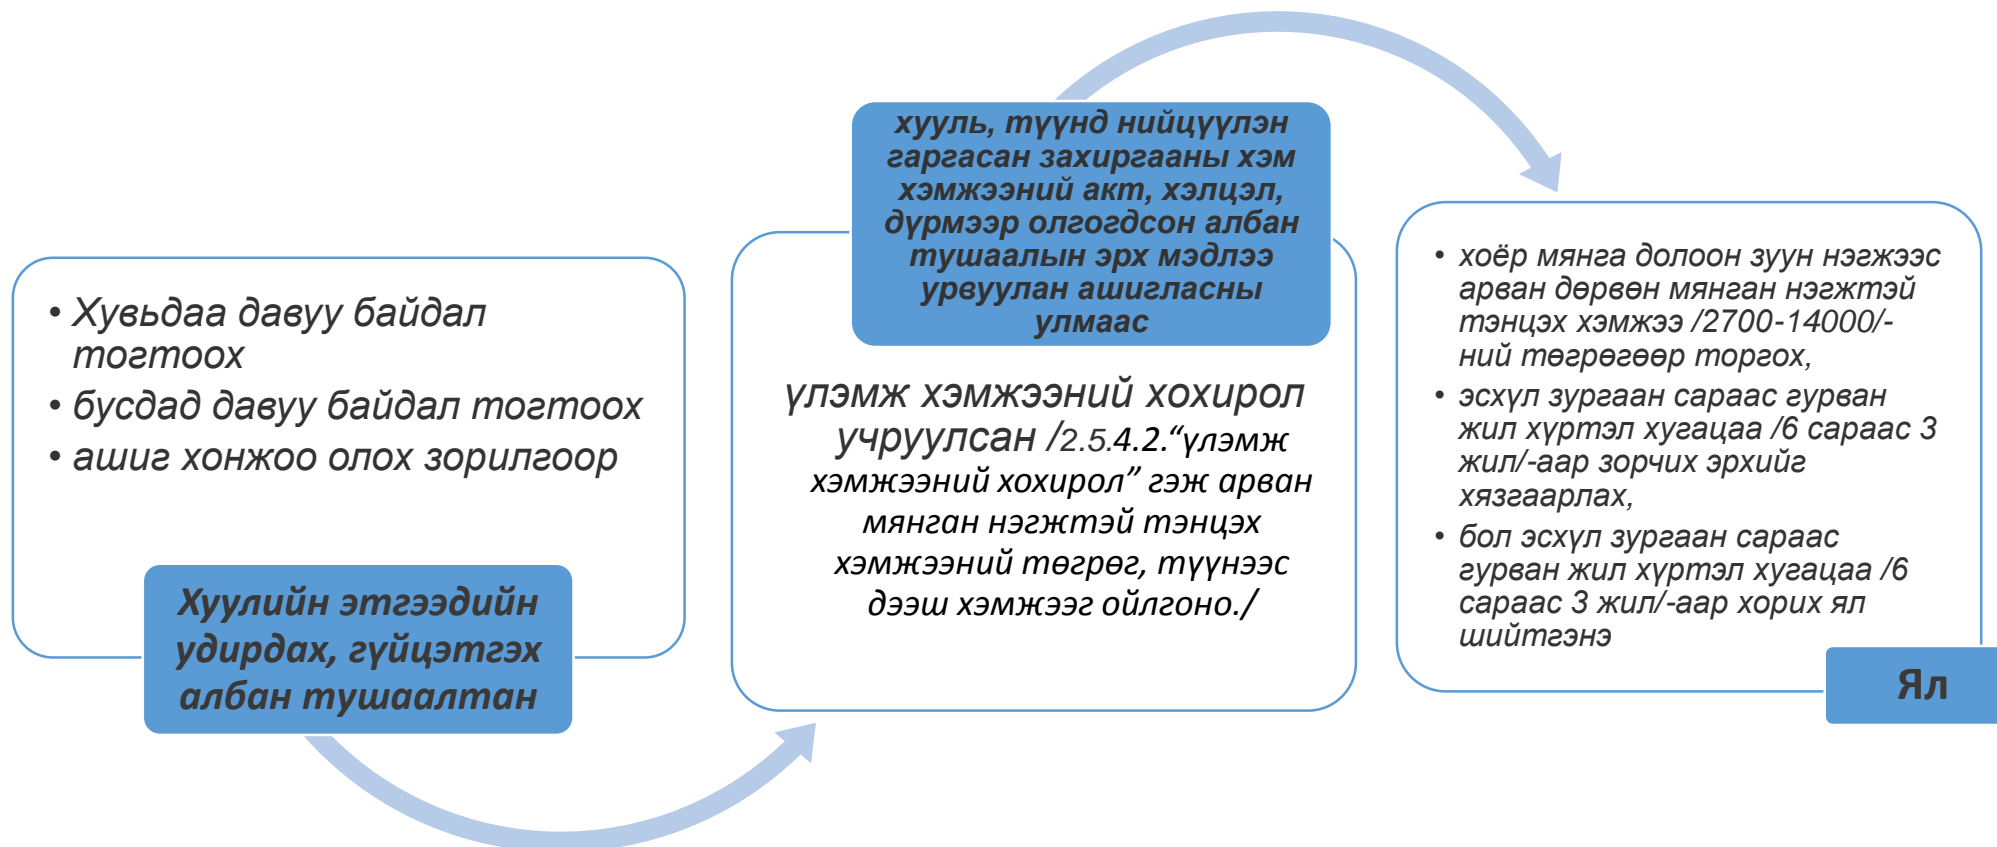 • Хувьдаа давуу байдал
тогтоох
• бусдад давуу байдал тогтоох
• ашиг хонжоо олох зорилгоор
Хуулийн этгээдийн
удирдах, гүйцэтгэх
албан тушаалтан
хууль, түүнд нийцүүлэн
гаргасан захиргааны хэм
хэмжээний акт, хэлцэл,
дүрмээр олгогдсон албан
тушаалын эрх мэдлээ
урвуулан ашигласны
улмаас
үлэмж хэмжээний хохирол
учруулсан /2.5.4.2.“үлэмж
хэмжээний хохирол” гэж арван
мянган нэгжтэй тэнцэх
хэмжээний төгрөг, түүнээс
дээш хэмжээг ойлгоно./
• хоёр мянга долоон зуун нэгжээс
арван дөрвөн мянган нэгжтэй
тэнцэх хэмжээ /2700-14000/-
ний төгрөгөөр торгох,
• эсхүл зургаан сараас гурван
жил хүртэл хугацаа /6 сараас 3
жил/-аар зорчих эрхийг
хязгаарлах,
• бол эсхүл зургаан сараас
гурван жил хүртэл хугацаа /6
сараас 3 жил/-аар хорих ял
шийтгэнэ
Ял